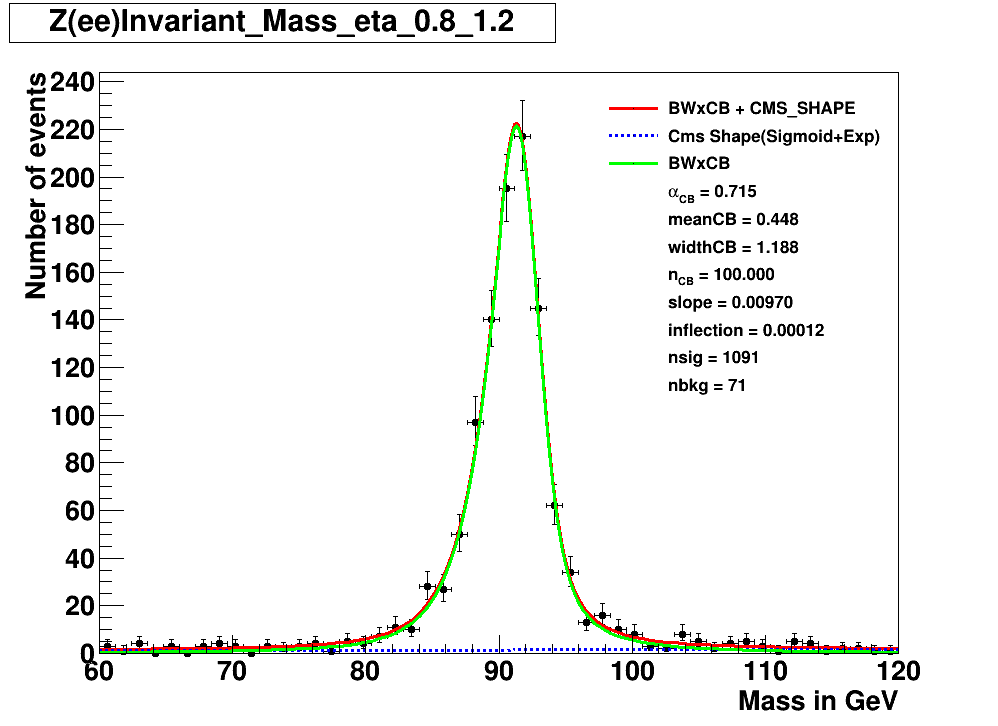 Z(ee)Invariant_Mass_eta_0.8_1.2
Number of events
240
220
200
180
160
140
120
100
80
60
40
20
0
60 70 80 90 100 110 120
Mass in GeV
BWxCB + CMS_SHAPE
Cms Shape(Sigmoid+Exp)
BWxCB
α_CB = 0.715
meanCB = 0.448
widthCB = 1.188
n_CB = 100.000
slope = 0.00970
inflection = 0.00012
nsig = 1091
nbkg = 71